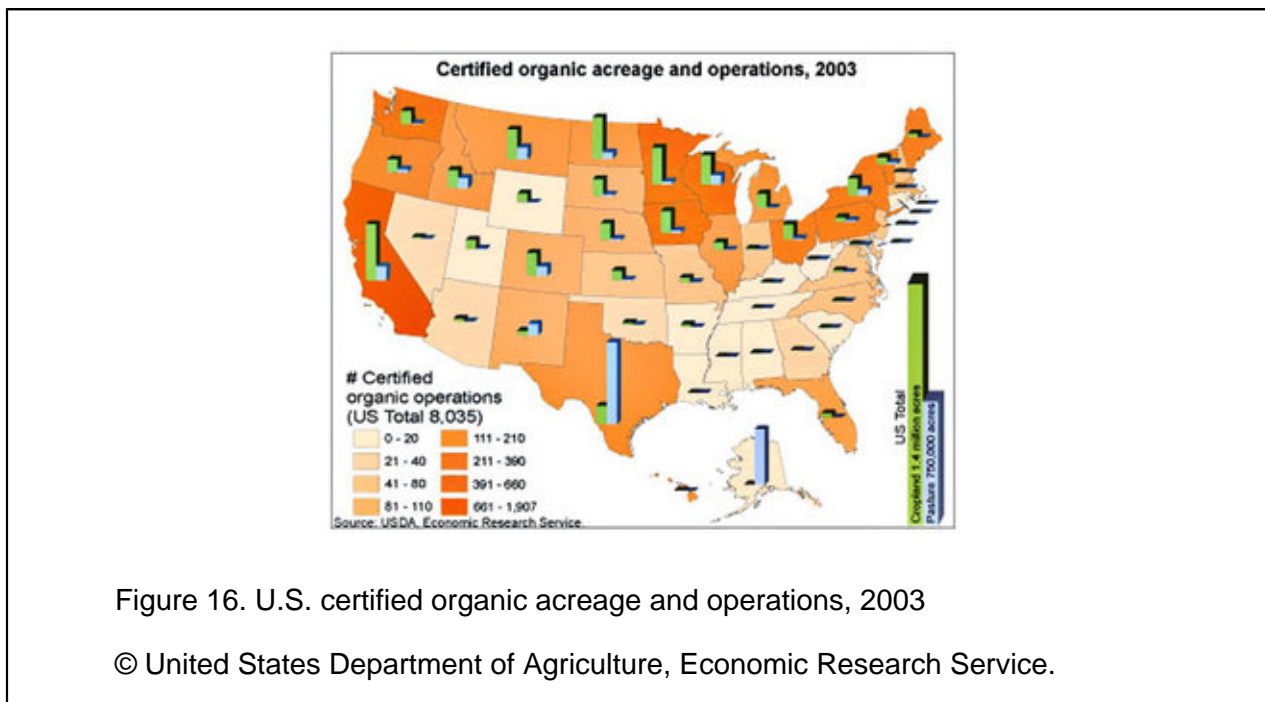 Certified organic acreage and operations, 2003
# Certified
organic operations
(US Total 8,035)
0 - 20
21 - 40
41 - 80
81 - 110
111 - 210
211 - 390
391 - 660
661 - 1,907
Source: USDA, Economic Research Service.
US Total
Cropland 1.4 million acres
Pasture 750,000 acres
Figure 16. U.S. certified organic acreage and operations, 2003
© United States Department of Agriculture, Economic Research Service.